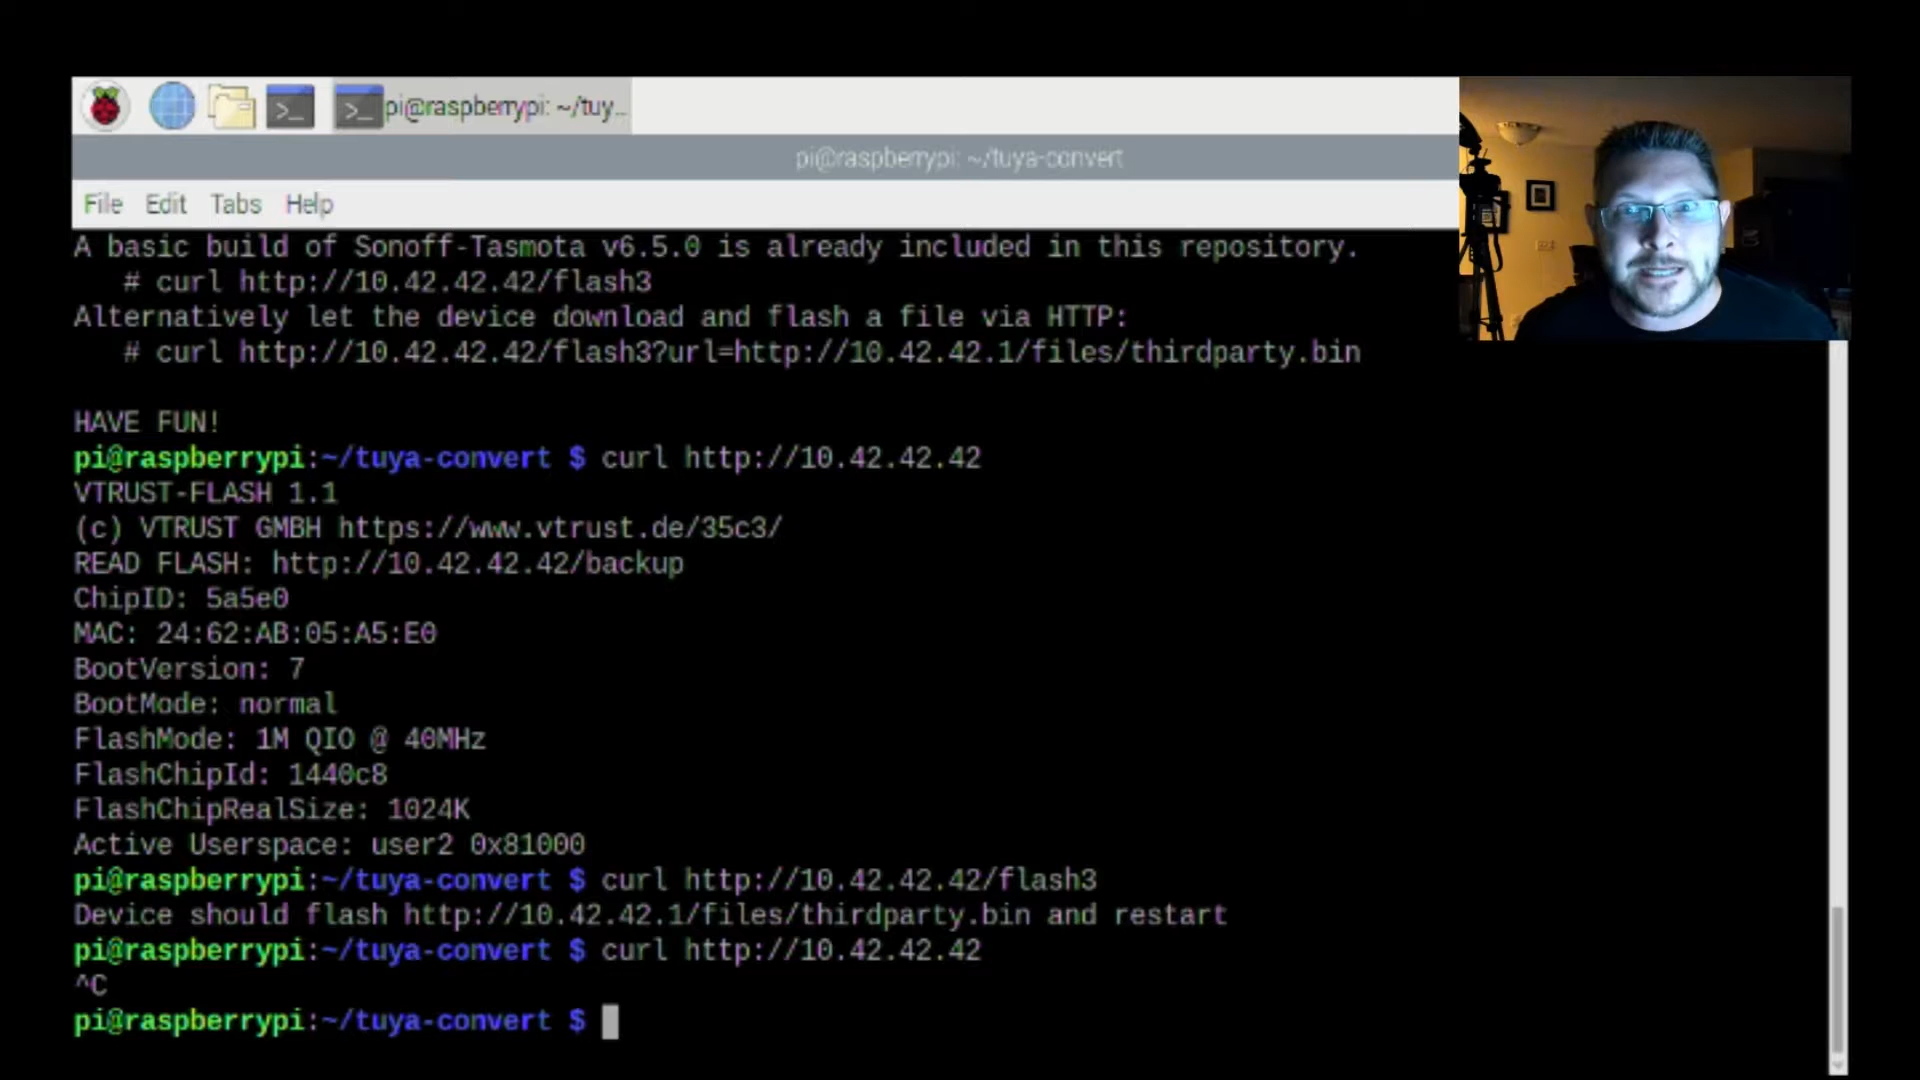 pi@raspberrypi: ~/tuy...
pi@raspberrypi: ~/tuya-convert
File Edit Tabs Help
A basic build of Sonoff-Tasmota v6.5.0 is already included in this repository.
# curl http://10.42.42.42/flash3
Alternatively let the device download and flash a file via HTTP:
# curl http://10.42.42.42/flash3?url=http://10.42.42.1/files/thirdparty.bin
HAVE FUN!
pi@raspberrypi:~/tuya-convert $ curl http://10.42.42.42
VTRUST-FLASH 1.1
(c) VTRUST GMBH https://www.vtrust.de/35c3/
READ FLASH: http://10.42.42.42/backup
ChipID: 5a5e0
MAC: 24:62:AB:05:A5:E0
BootVersion: 7
BootMode: normal
FlashMode: 1M QIO @ 40MHz
FlashChipId: 1440c8
FlashChipRealSize: 1024K
Active Userspace: user2 0x81000
pi@raspberrypi:~/tuya-convert $ curl http://10.42.42.42/flash3
Device should flash http://10.42.42.1/files/thirdparty.bin and restart
pi@raspberrypi:~/tuya-convert $ curl http://10.42.42.42
^C
pi@raspberrypi:~/tuya-convert $